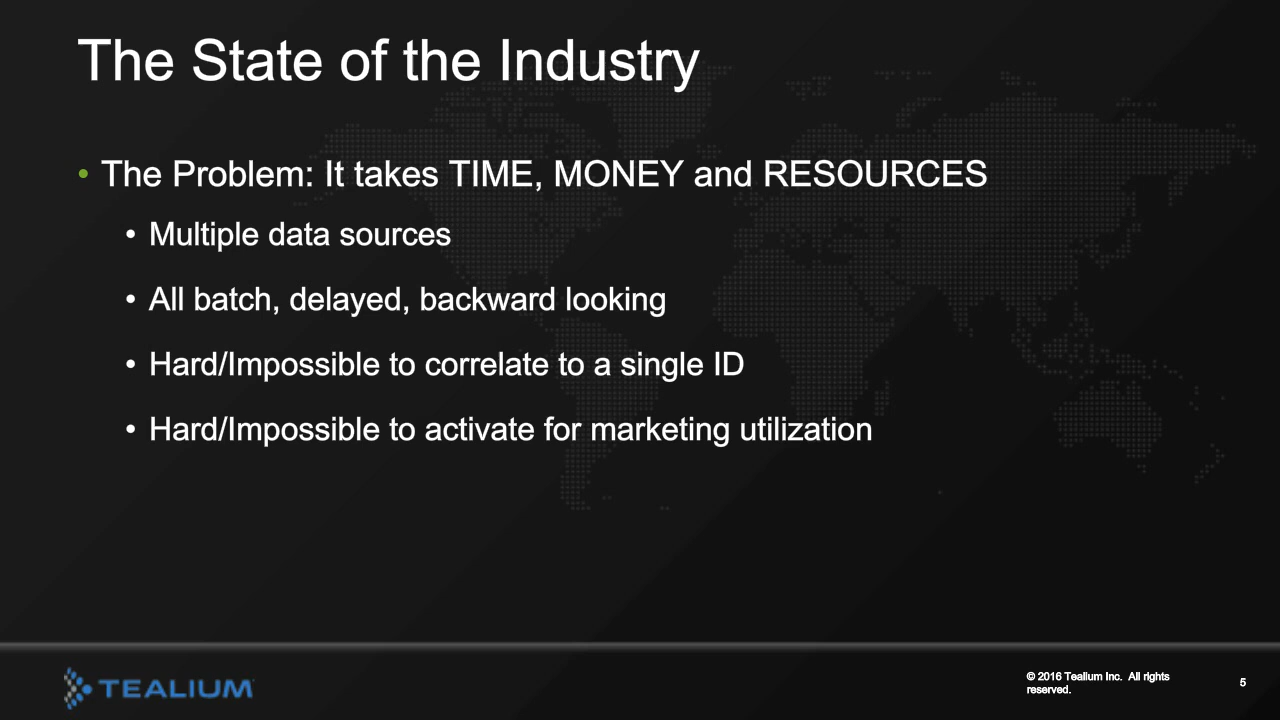 The State of the Industry
• The Problem: It takes TIME, MONEY and RESOURCES
• Multiple data sources
• All batch, delayed, backward looking
• Hard/Impossible to correlate to a single ID
• Hard/Impossible to activate for marketing utilization
TEALIUM
© 2016 Tealium Inc. All rights
reserved.
5